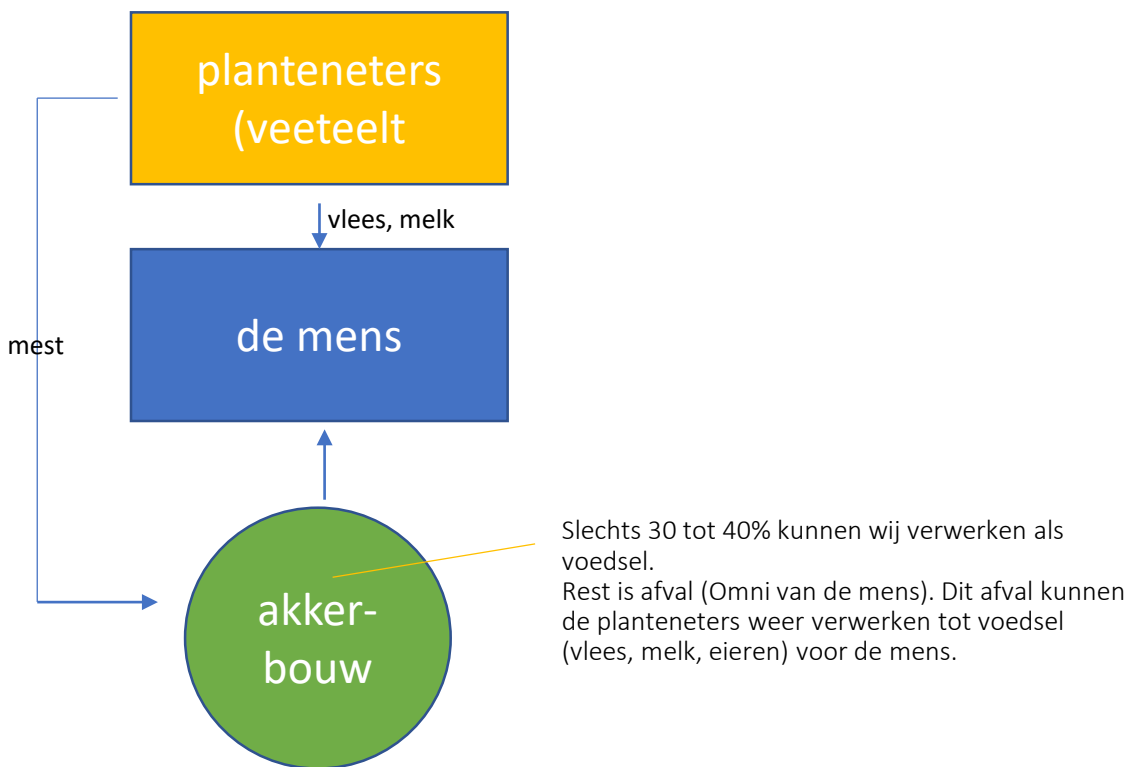 planteneters
(veeteelt
vlees, melk
de mens
mest
akker-
bouw
Slechts 30 tot 40% kunnen wij verwerken als
voedsel.
Rest is afval (Omni van de mens). Dit afval kunnen
de planteneters weer verwerken tot voedsel
(vlees, melk, eieren) voor de mens.